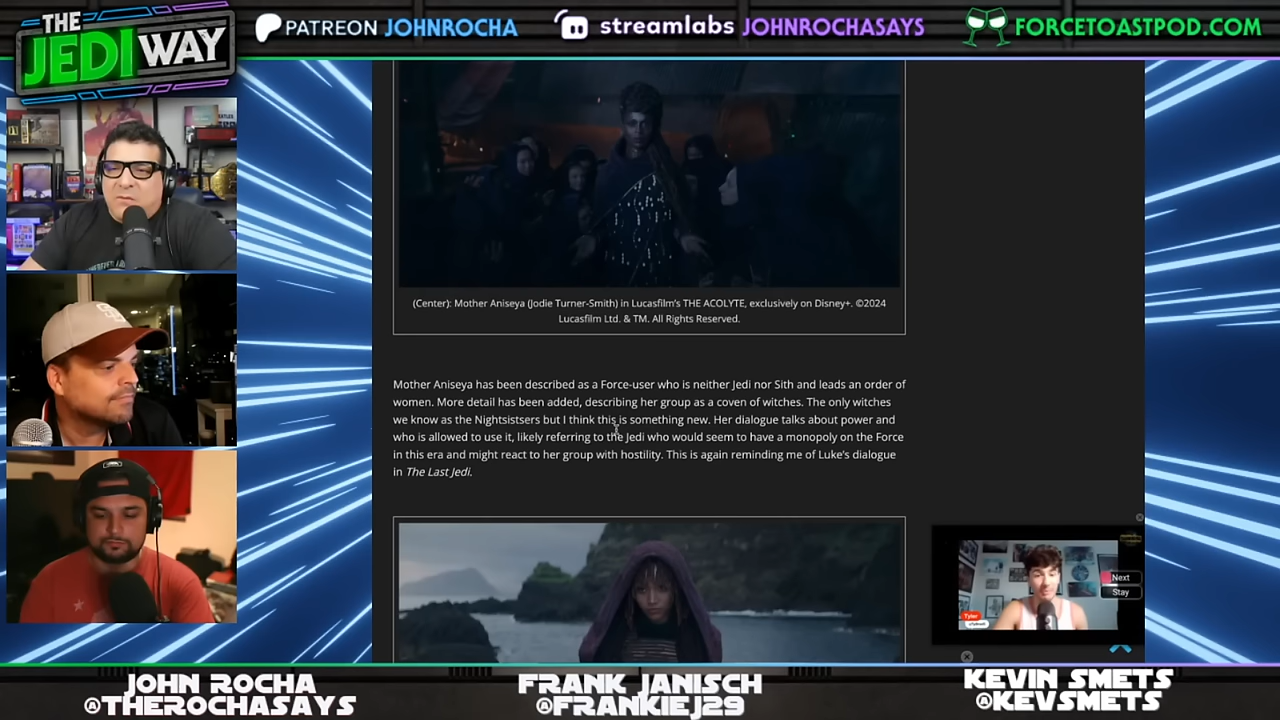 THE
JEDI WAY
PATREON JOHNROCHA
streamlabs JOHNROCHASAYS
FORCETOASTPOD.COM
(Center): Mother Aniseya (Jodie Turner-Smith) in Lucasfilm's THE ACOLYTE, exclusively on Disney+. ©2024
Lucasfilm Ltd. & TM. All Rights Reserved.
Mother Aniseya has been described as a Force-user who is neither Jedi nor Sith and leads an order of
women. More detail has been added, describing her group as a coven of witches. The only witches
we know as the Nightsistsers but I think this is something new. Her dialogue talks about power and
who is allowed to use it, likely referring to the Jedi who would seem to have a monopoly on the Force
in this era and might react to her group with hostility. This is again reminding me of Luke's dialogue
in The Last Jedi.
Next
Stay
Tyler
JOHN ROCHA
@THEROCHASAYS
FRANK JANISCH
@FRANKIEJ29
KEVIN SMETS
@KEVSMETS